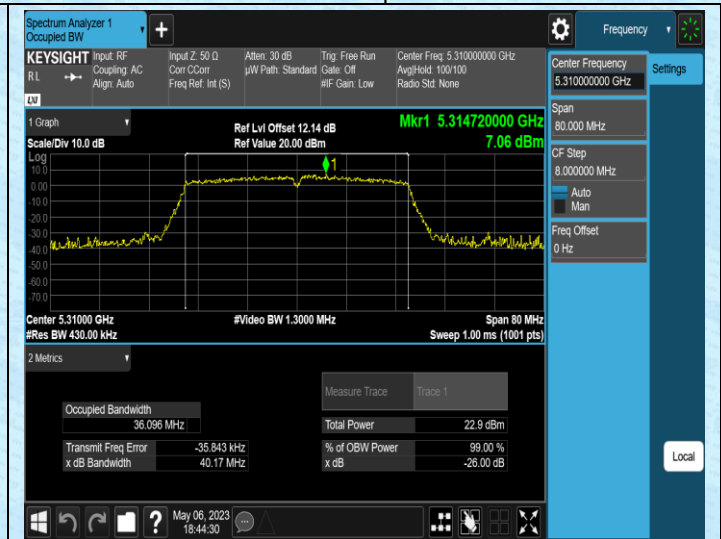 Spectrum Analyzer 1
Occupied BW
+
Frequency
KEYSIGHT
RL
LXI
Input: RF
Coupling: AC
Align: Auto
Input Z: 50 Ω
Corr CCorr
Freq Ref: Int (S)
Atten: 30 dB
µW Path: Standard
Trig: Free Run
Gate: Off
#IF Gain: Low
Center Freq: 5.310000000 GHz
Avg|Hold: 100/100
Radio Std: None
Center Frequency
5.310000000 GHz
Settings
Span
80.000 MHz
CF Step
8.000000 MHz
Auto
Man
Freq Offset
0 Hz
Local
1 Graph
Scale/Div 10.0 dB
Ref Lvl Offset 12.14 dB
Ref Value 20.00 dBm
Mkr1 5.314720000 GHz
7.06 dBm
Log
10.0
0.00
-10.0
-20.0
-30.0
-40.0
-50.0
-60.0
-70.0
1
Center 5.31000 GHz
#Res BW 430.00 kHz
#Video BW 1.3000 MHz
Span 80 MHz
Sweep 1.00 ms (1001 pts)
2 Metrics
Measure Trace Trace 1
Occupied Bandwidth
36.096 MHz
Total Power 22.9 dBm
Transmit Freq Error -35.843 kHz
% of OBW Power 99.00 %
x dB Bandwidth 40.17 MHz
x dB -26.00 dB
?
May 06, 2023
18:44:30